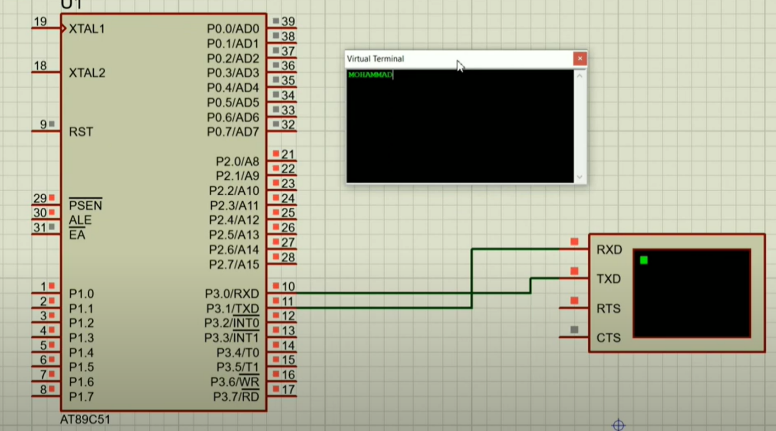 U1
19
XTAL1
18
XTAL2
9
RST
29
PSEN
30
ALE
31
EA
1
P1.0
2
P1.1
3
P1.2
4
P1.3
5
P1.4
6
P1.5
7
P1.6
8
P1.7
P0.0/AD0
39
P0.1/AD1
38
P0.2/AD2
37
P0.3/AD3
36
P0.4/AD4
35
P0.5/AD5
34
P0.6/AD6
33
P0.7/AD7
32
P2.0/A8
21
P2.1/A9
22
P2.2/A10
23
P2.3/A11
24
P2.4/A12
25
P2.5/A13
26
P2.6/A14
27
P2.7/A15
28
P3.0/RXD
10
P3.1/TXD
11
P3.2/INT0
12
P3.3/INT1
13
P3.4/T0
14
P3.5/T1
15
P3.6/WR
16
P3.7/RD
17
AT89C51
Virtual Terminal
MOHAMMAD
RXD
TXD
RTS
CTS